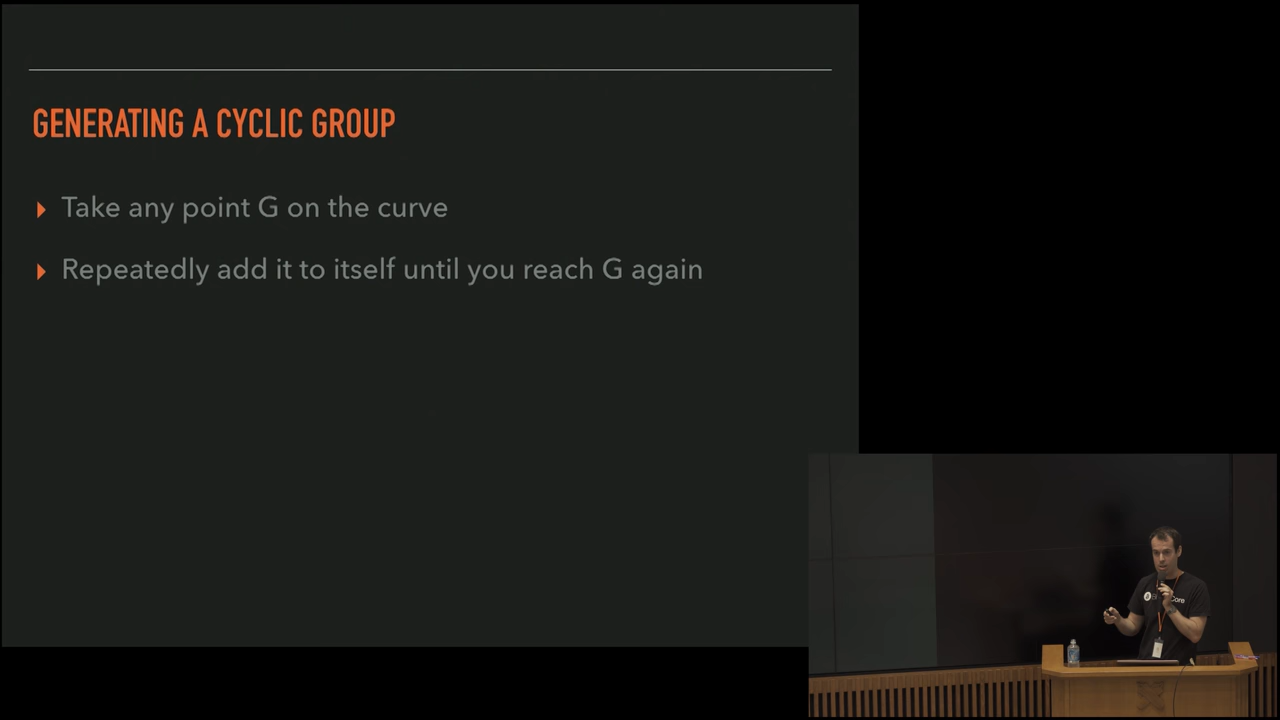 GENERATING A CYCLIC GROUP
Take any point G on the curve
Repeatedly add it to itself until you reach G again